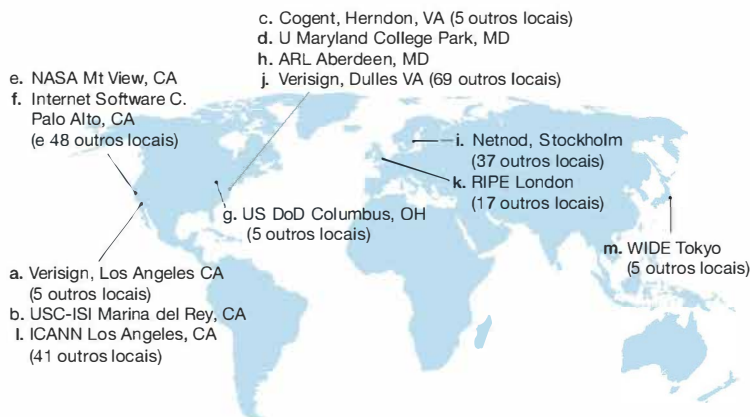 c. Cogent, Herndon, VA (5 outros locais)
d. U Maryland College Park, MD
h. ARL Aberdeen, MD
j. Verisign, Dulles VA (69 outros locais)
e. NASA Mt View, CA
f. Internet Software C.
Palo Alto, CA
(e 48 outros locais)
i. Netnod, Stockholm
(37 outros locais)
k. RIPE London
(17 outros locais)
g. US DoD Columbus, OH
(5 outros locais)
m. WIDE Tokyo
(5 outros locais)
a. Verisign, Los Angeles CA
(5 outros locais)
b. USC-ISI Marina del Rey, CA
l. ICANN Los Angeles, CA
(41 outros locais)